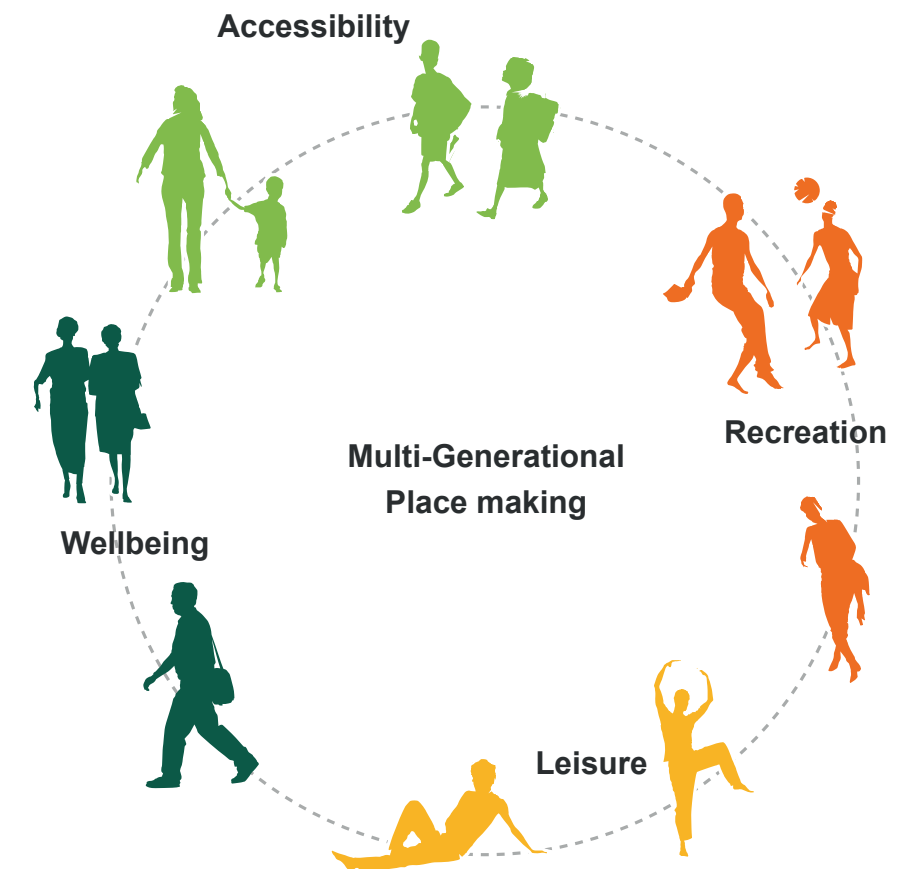 Accessibility
Recreation
Multi-Generational
Place making
Wellbeing
Leisure